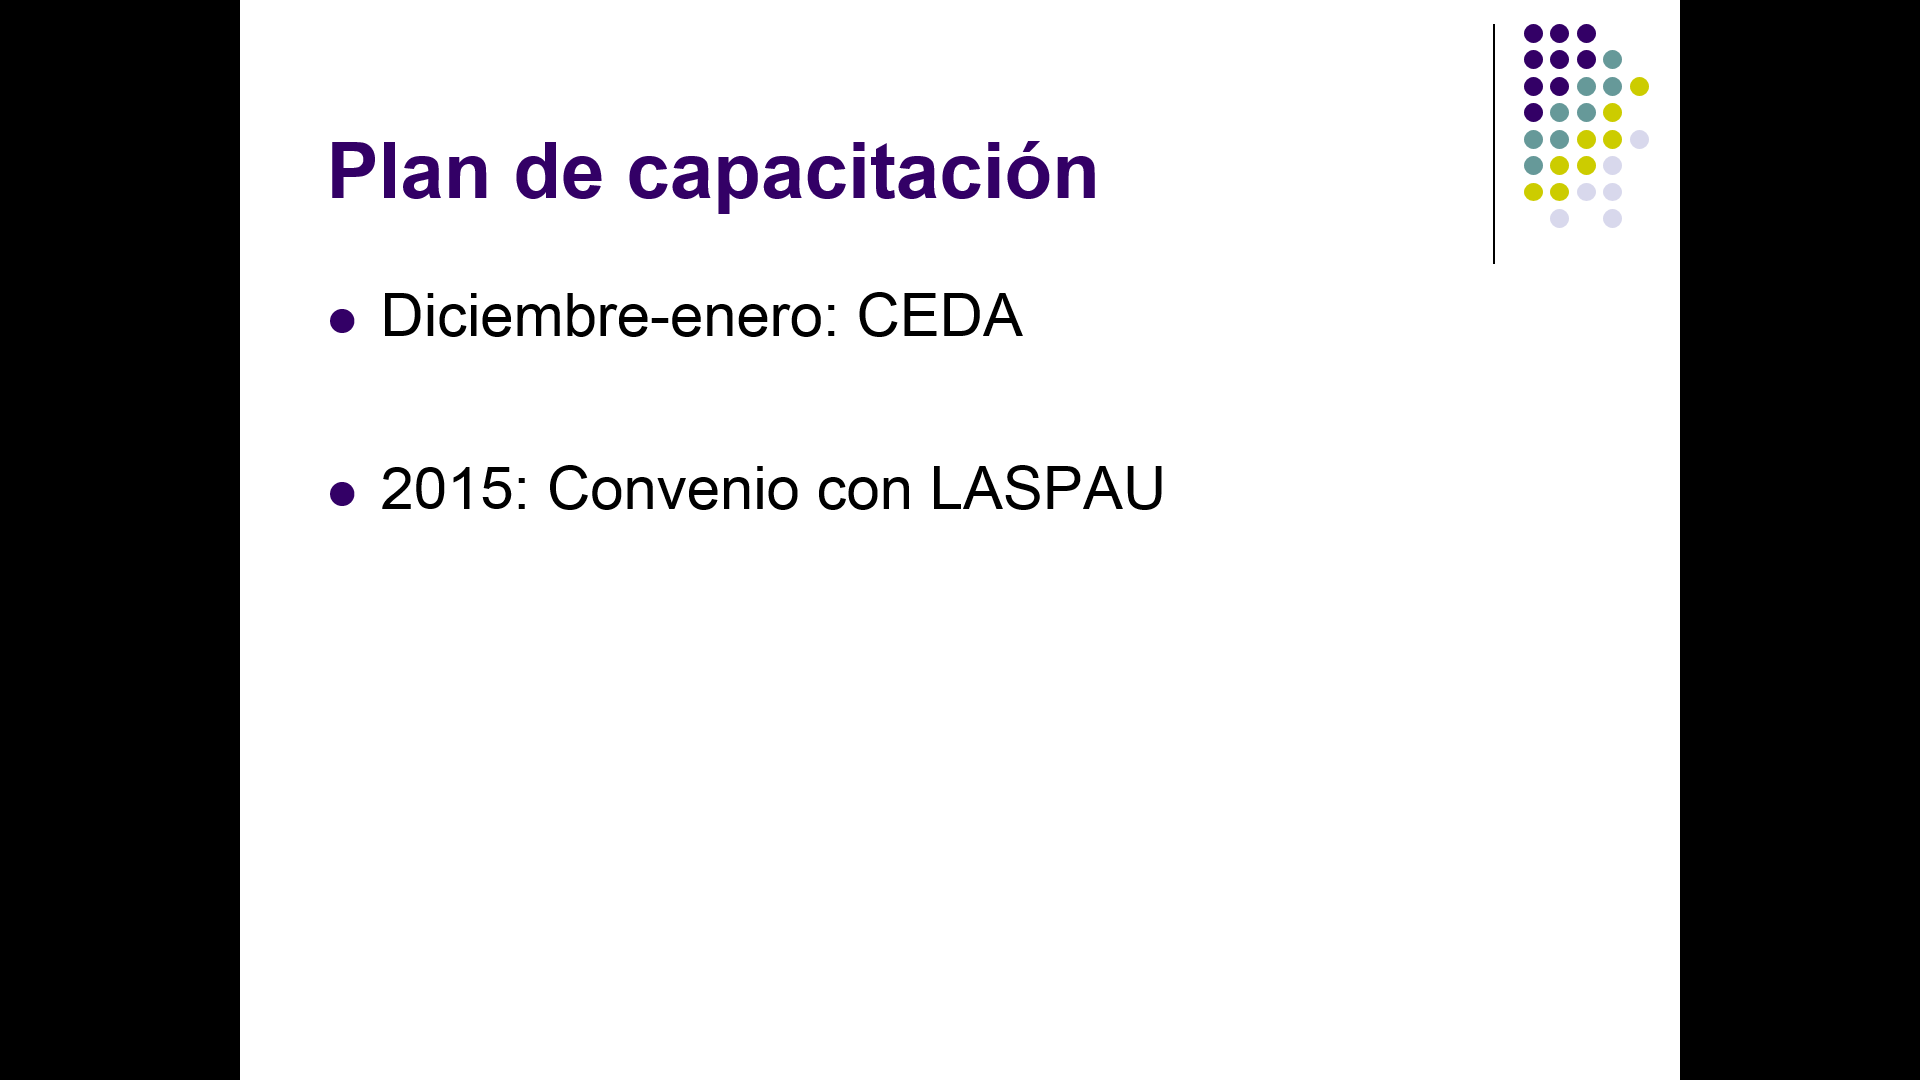 Plan de capacitación
Diciembre-enero: CEDA
2015: Convenio con LASPAU